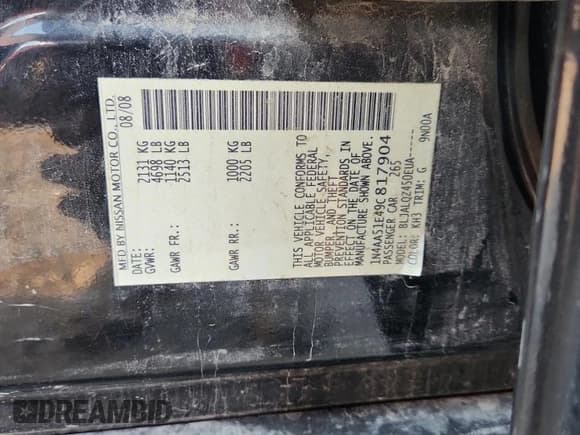 MFD BY NISSAN MOTOR CO., LTD.
DATE: 08/08
GVWR: 2131 KG
4698 LB
GAWR FR.: 1140 KG
2513 LB
GAWR RR.: 1000 KG
2205 LB
THIS VEHICLE CONFORMS TO
ALL APPLICABLE FEDERAL
MOTOR VEHICLE SAFETY,
BUMPER, AND THEFT
PREVENTION STANDARDS IN
EFFECT ON THE DATE OF
MANUFACTURE SHOWN ABOVE.
1N4AA51E49C817904
PASSENGER CAR Z65
MODEL: BLJALQZ450EUA-----
COLOR: KH3 TRIM: G 9N00A
DREAMBID